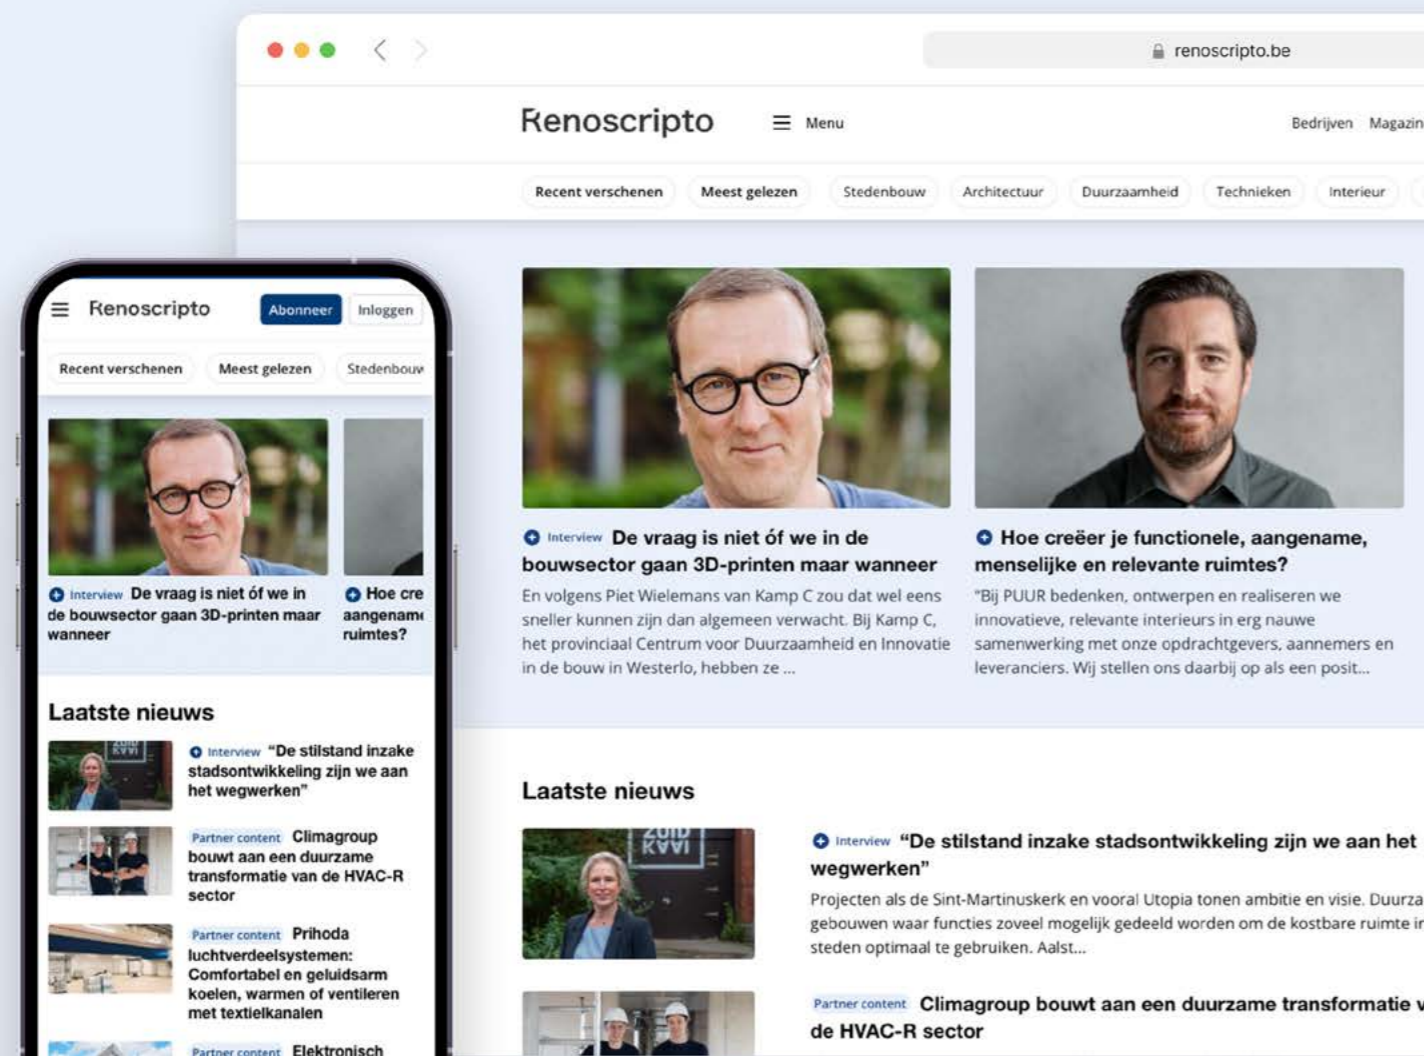 renoscripto.be
Renoscripto
Menu
Bedrijven Magazin
Recent verschenen
Meest gelezen
Stedenbouw
Architectuur
Duurzaamheid
Technieken
Interieur
Interview De vraag is niet óf we in de
bouwsector gaan 3D-printen maar wanneer
En volgens Piet Wielemans van Kamp C zou dat wel eens
sneller kunnen zijn dan algemeen verwacht. Bij Kamp C,
het provinciaal Centrum voor Duurzaamheid en Innovatie
in de bouw in Westerlo, hebben ze ...
Hoe creëer je functionele, aangename,
menselijke en relevante ruimtes?
"Bij PUUR bedenken, ontwerpen en realiseren we
innovatieve, relevante interieurs in erg nauwe
samenwerking met onze opdrachtgevers, aannemers en
leveranciers. Wij stellen ons daarbij op als een posit...
Laatste nieuws
ZUID
KAAI
Interview “De stilstand inzake stadsontwikkeling zijn we aan het
wegwerken”
Projecten als de Sint-Martinuskerk en vooral Utopia tonen ambitie en visie. Duurza
gebouwen waar functies zoveel mogelijk gedeeld worden om de kostbare ruimte in
steden optimaal te gebruiken. Aalst...
Partner content Climagroup bouwt aan een duurzame transformatie v
de HVAC-R sector
Renoscripto
Abonneer
Inloggen
Recent verschenen
Meest gelezen
Stedenbouw
Interview De vraag is niet óf we in
de bouwsector gaan 3D-printen maar
wanneer
Hoe cre
aangename
ruimtes?
Laatste nieuws
ZUID
KAAI
Interview “De stilstand inzake
stadsontwikkeling zijn we aan
het wegwerken”
Partner content Climagroup
bouwt aan een duurzame
transformatie van de HVAC-R
sector
Partner content Prihoda
luchtverdeelsystemen:
Comfortabel en geluidsarm
koelen, warmen of ventileren
met textielkanalen
Partner content Elektronisch